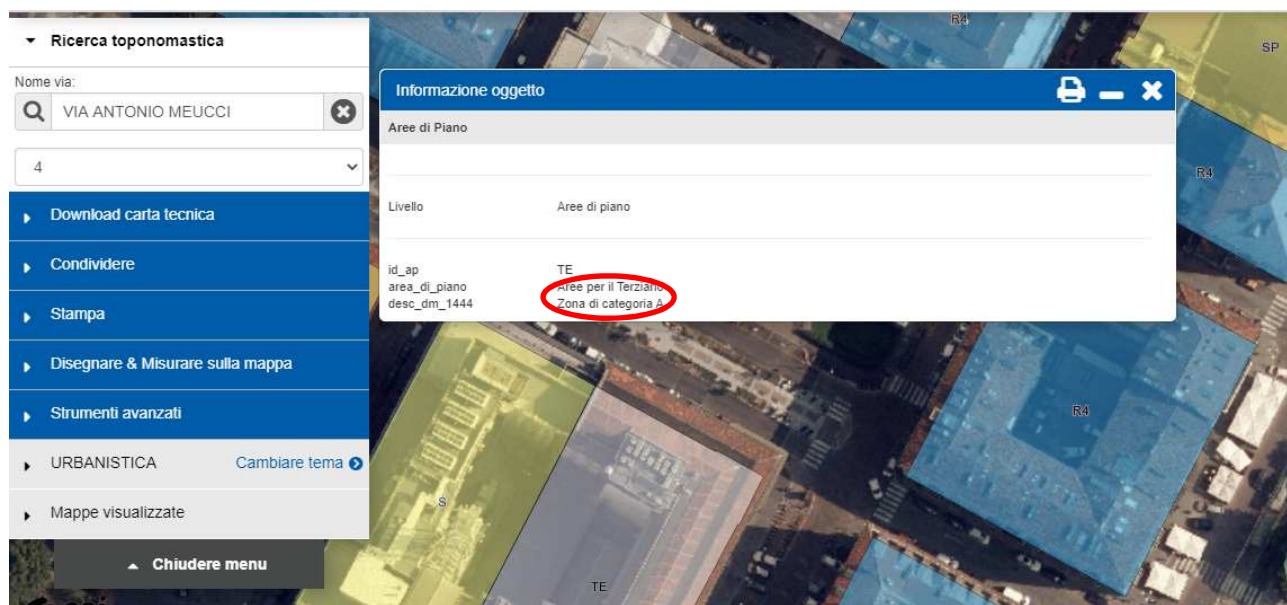 Ricerca toponomastica
Nome via:
VIA ANTONIO MEUCCI
4
Download carta tecnica
Condividere
Stampa
Disegnare & Misurare sulla mappa
Strumenti avanzati
URBANISTICA Cambiare tema
Mappe visualizzate
Chiudere menu
Informazione oggetto
Aree di Piano
Livello Aree di piano
id_ap TE
area_di_piano Aree per il Terziario
desc_dm_1444 Zona di categoria A
R4
SP
R4
R4
S
TE